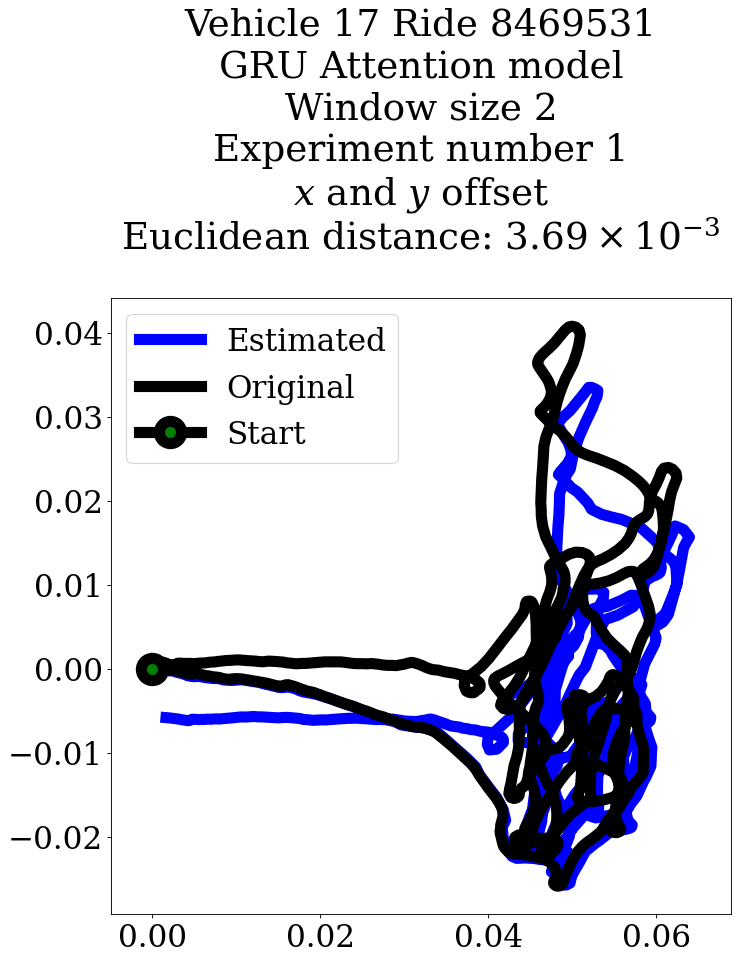 Vehicle 17 Ride 8469531
GRU Attention model
Window size 2
Experiment number 1
x and y offset
Euclidean distance: 3.69 × 10⁻³
Estimated
Original
Start
0.04
0.03
0.02
0.01
0.00
−0.01
−0.02
0.00 0.02 0.04 0.06